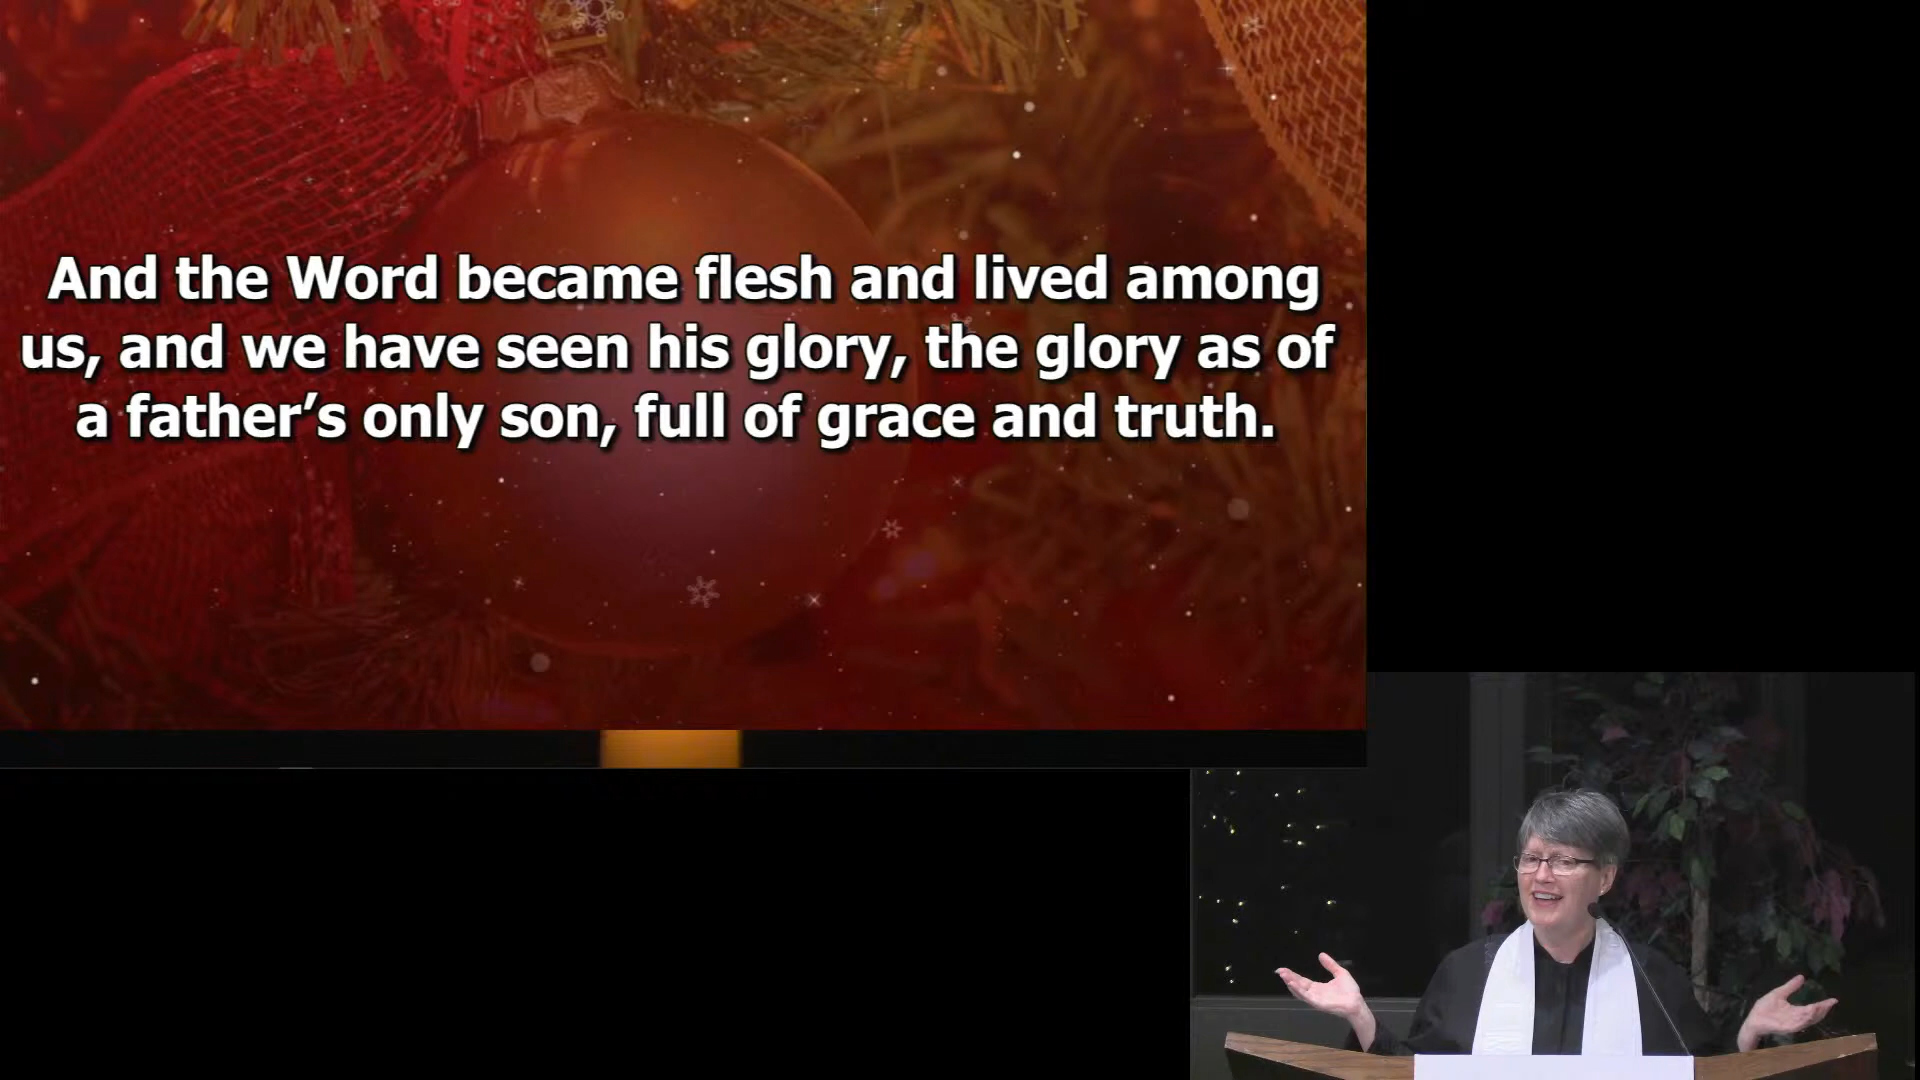 And the Word became flesh and lived among
us, and we have seen his glory, the glory as of
a father’s only son, full of grace and truth.